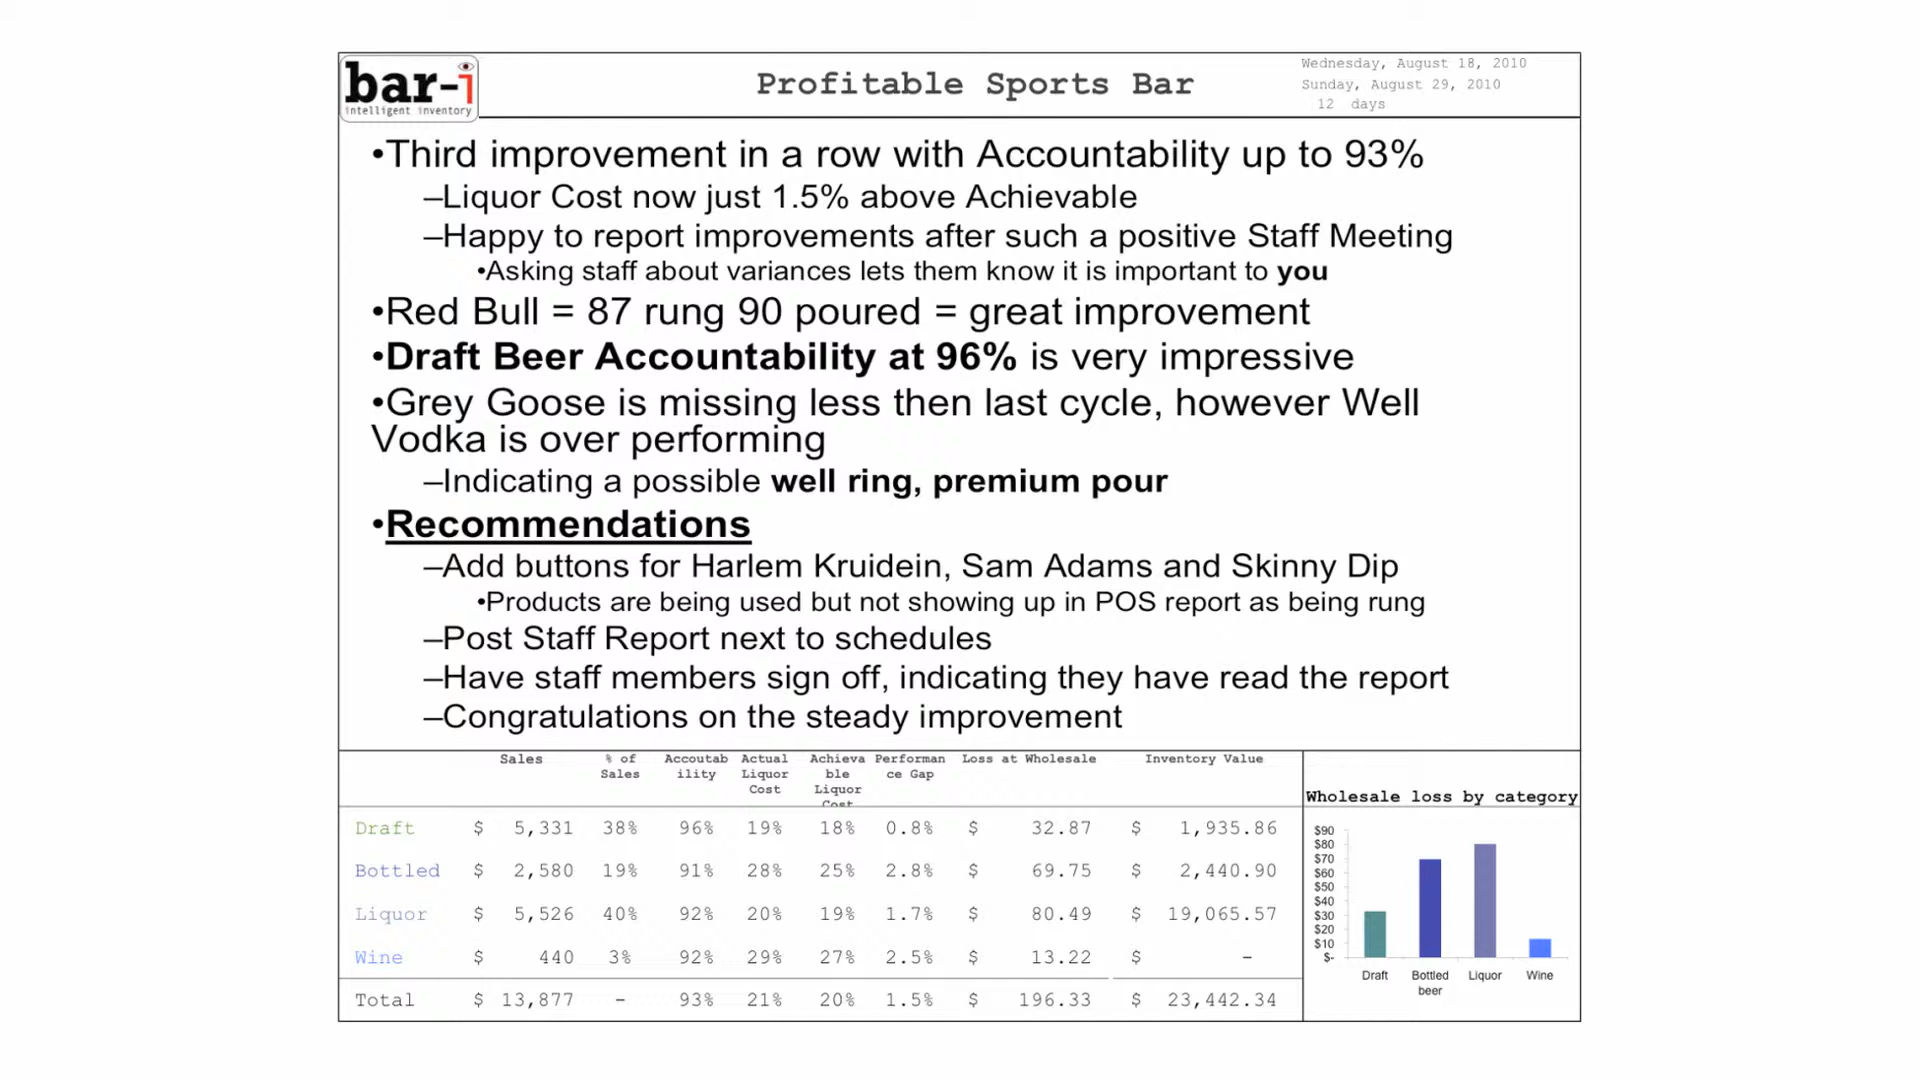 bar-i
intelligent inventory
Profitable Sports Bar
Wednesday, August 18, 2010
Sunday, August 29, 2010
12 days
•Third improvement in a row with Accountability up to 93%
–Liquor Cost now just 1.5% above Achievable
–Happy to report improvements after such a positive Staff Meeting
•Asking staff about variances lets them know it is important to you
•Red Bull = 87 rung 90 poured = great improvement
•Draft Beer Accountability at 96% is very impressive
•Grey Goose is missing less then last cycle, however Well
Vodka is over performing
–Indicating a possible well ring, premium pour
•Recommendations
–Add buttons for Harlem Kruidein, Sam Adams and Skinny Dip
•Products are being used but not showing up in POS report as being rung
–Post Staff Report next to schedules
–Have staff members sign off, indicating they have read the report
–Congratulations on the steady improvement
Sales % of Accoutab Actual Achieva Performan Loss at Wholesale Inventory Value
Sales ility Liquor ble ce Gap
Cost Liquor
Cost
Draft $ 5,331 38% 96% 19% 18% 0.8% $ 32.87 $ 1,935.86
Bottled $ 2,580 19% 91% 28% 25% 2.8% $ 69.75 $ 2,440.90
Liquor $ 5,526 40% 92% 20% 19% 1.7% $ 80.49 $ 19,065.57
Wine $ 440 3% 92% 29% 27% 2.5% $ 13.22 $ -
Total $ 13,877 - 93% 21% 20% 1.5% $ 196.33 $ 23,442.34
Wholesale loss by category
$90
$80
$70
$60
$50
$40
$30
$20
$10
$-
Draft Bottled Liquor Wine
beer